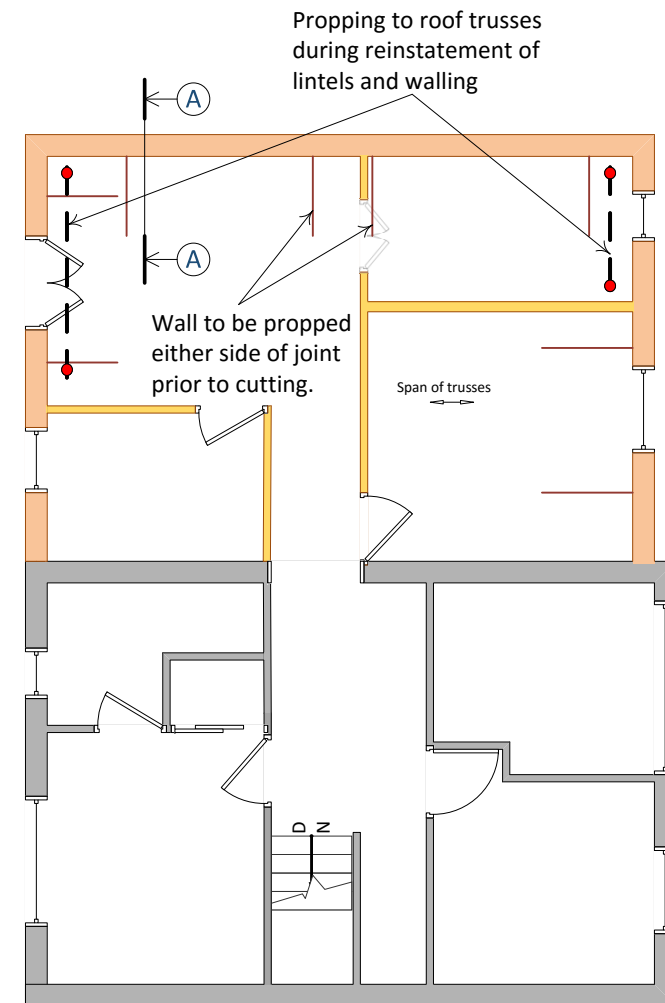 Propping to roof trusses
during reinstatement of
lintels and walling
A
A
Wall to be propped
either side of joint
prior to cutting.
Span of trusses
DN